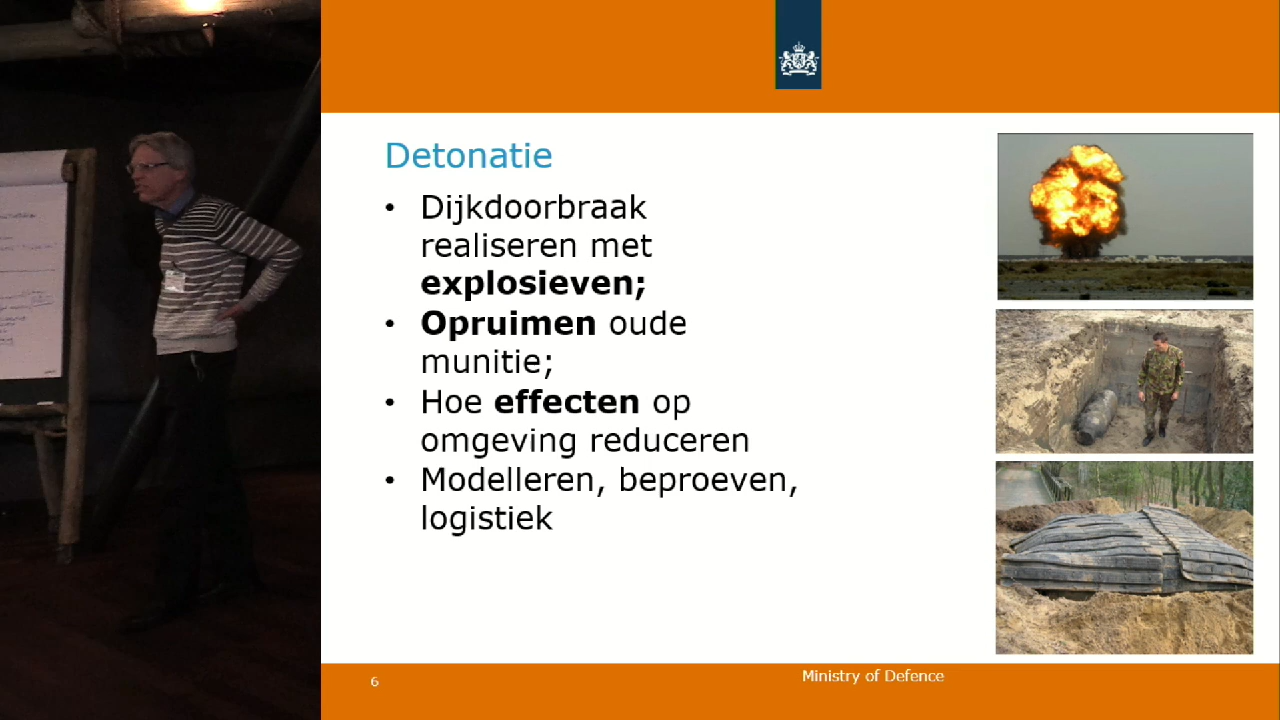 Detonatie
• Dijkdoorbraak
realiseren met
explosieven;
• Opruimen oude
munitie;
• Hoe effecten op
omgeving reduceren
• Modelleren, beproeven,
logistiek
6
Ministry of Defence